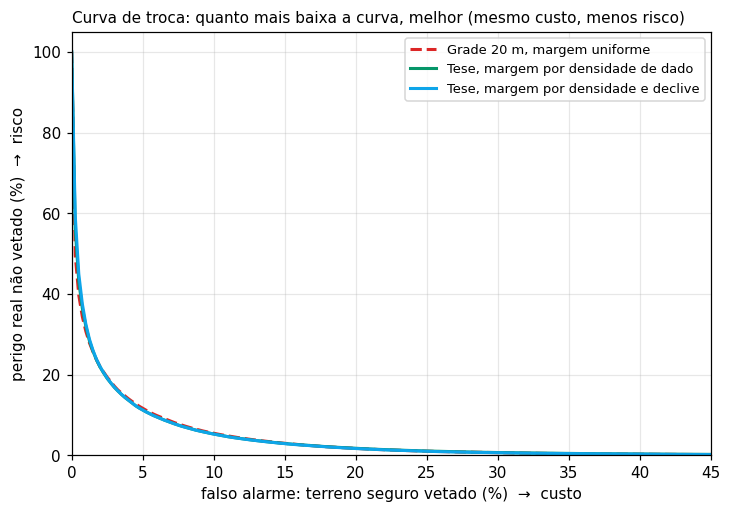 Curva de troca: quanto mais baixa a curva, melhor (mesmo custo, menos risco)
Grade 20 m, margem uniforme
Tese, margem por densidade de dado
Tese, margem por densidade e declive
perigo real não vetado (%) → risco
100
80
60
40
20
0
0 5 10 15 20 25 30 35 40 45
falso alarme: terreno seguro vetado (%) → custo